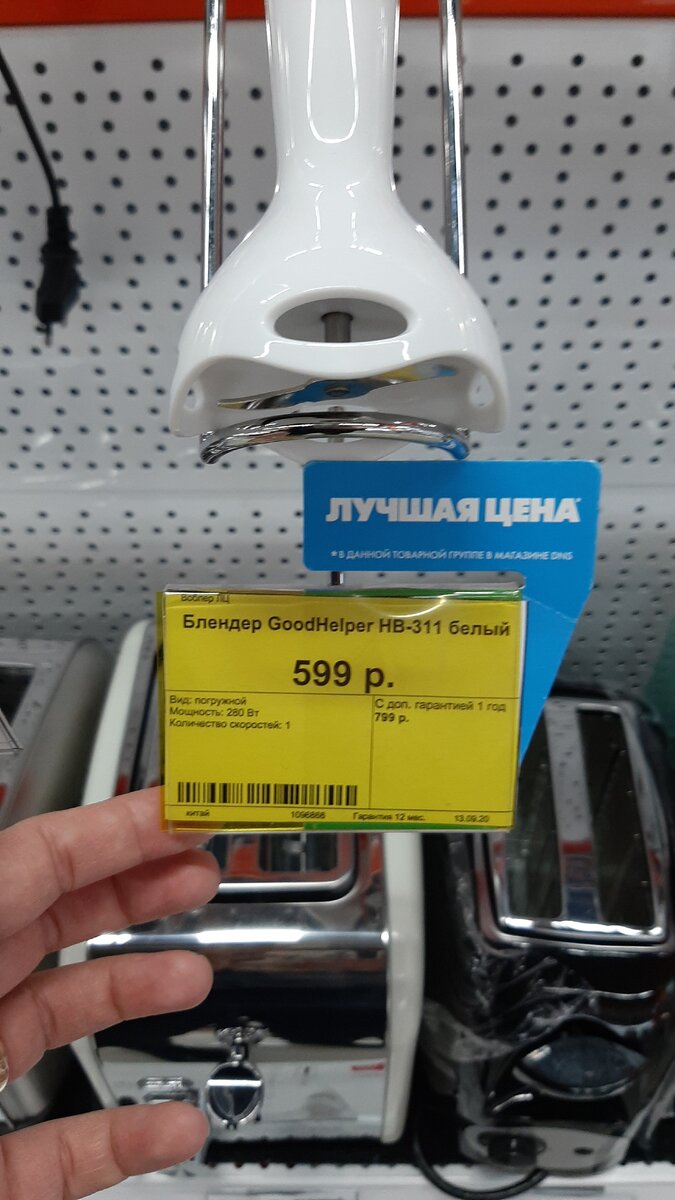 ЛУЧШАЯ ЦЕНА*
*В ДАННОЙ ТОВАРНОЙ ГРУППЕ В МАГАЗИНЕ DNS
Воблер ЛЦ
Блендер GoodHelper HB-311 белый
599 р.
Вид: погружной
Мощность: 280 Вт
Количество скоростей: 1
С доп. гарантией 1 год
799 р.
китай 1096866 Гарантия 12 мес. 13.09.20